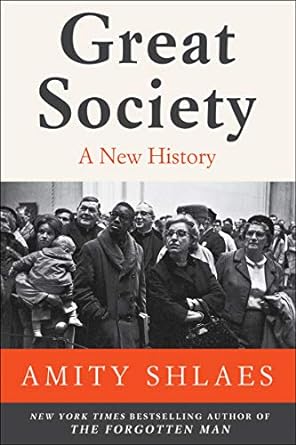 Great
Society
A New History
AMITY SHLAES
NEW YORK TIMES BESTSELLING AUTHOR OF
THE FORGOTTEN MAN